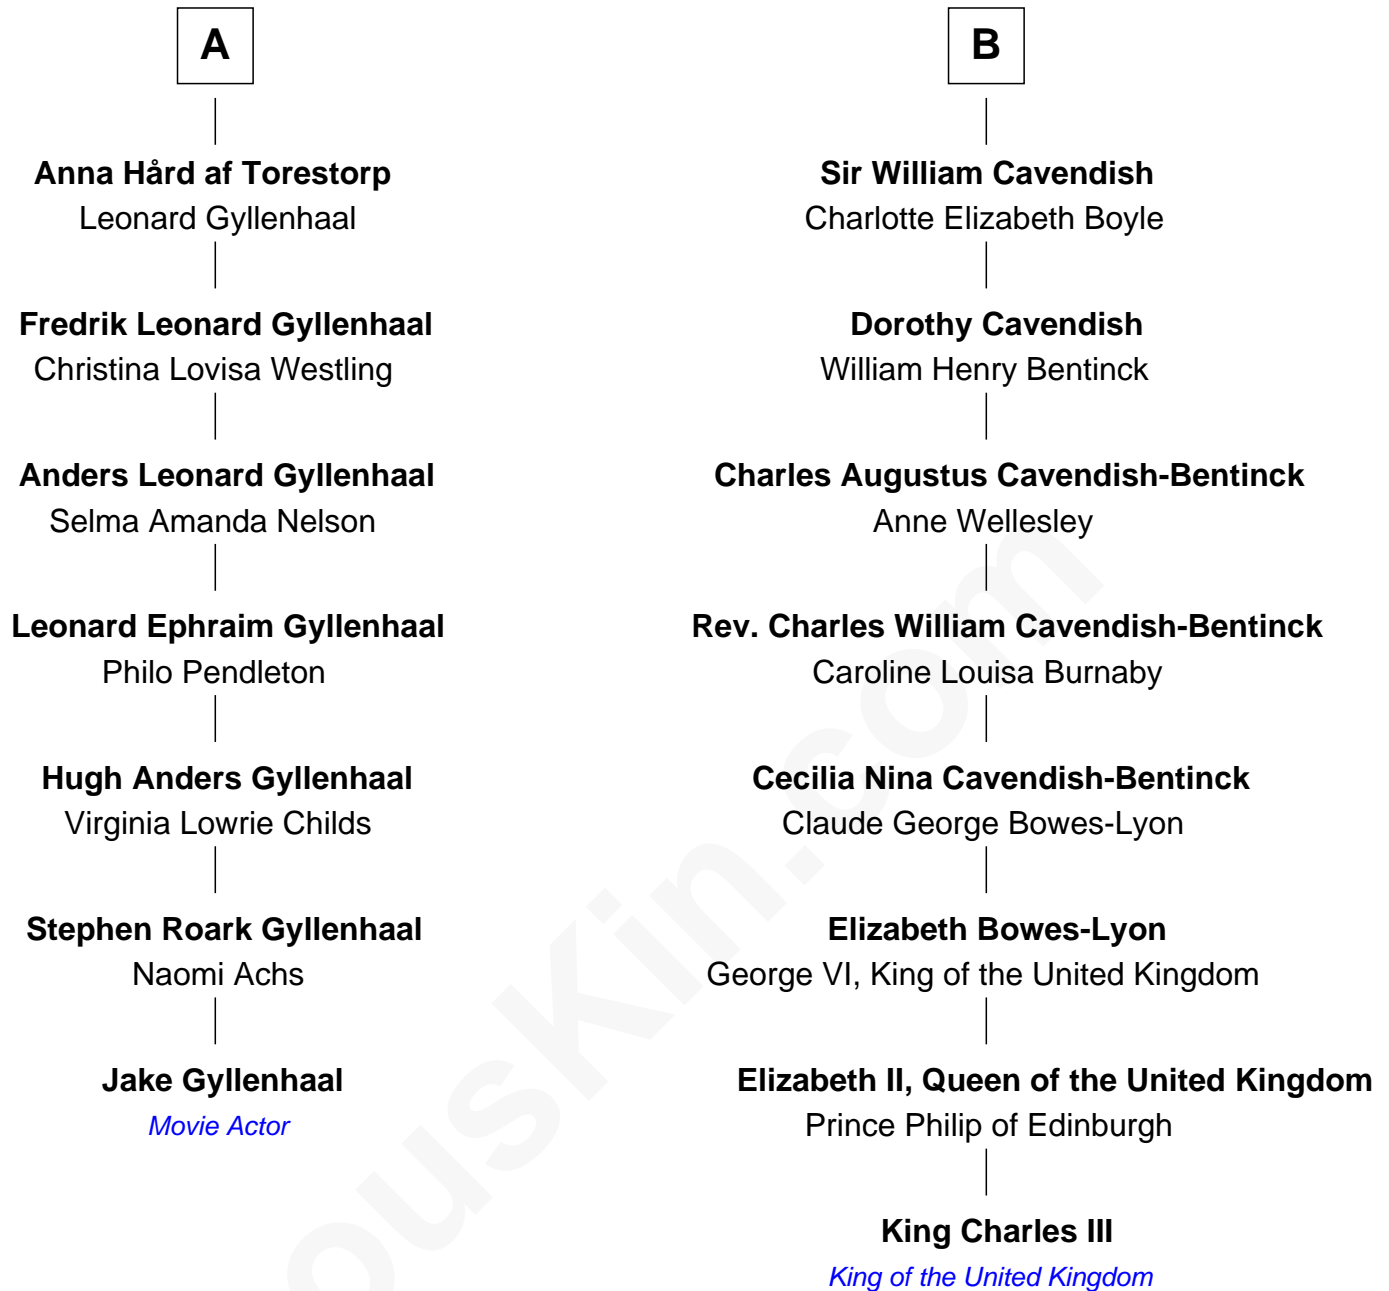 A
Anna Hård af Torestorp
Leonard Gyllenhaal
Fredrik Leonard Gyllenhaal
Christina Lovisa Westling
Anders Leonard Gyllenhaal
Selma Amanda Nelson
Leonard Ephraim Gyllenhaal
Philo Pendleton
Hugh Anders Gyllenhaal
Virginia Lowrie Childs
Stephen Roark Gyllenhaal
Naomi Achs
Jake Gyllenhaal
Movie Actor
B
Sir William Cavendish
Charlotte Elizabeth Boyle
Dorothy Cavendish
William Henry Bentinck
Charles Augustus Cavendish-Bentinck
Anne Wellesley
Rev. Charles William Cavendish-Bentinck
Caroline Louisa Burnaby
Cecilia Nina Cavendish-Bentinck
Claude George Bowes-Lyon
Elizabeth Bowes-Lyon
George VI, King of the United Kingdom
Elizabeth II, Queen of the United Kingdom
Prince Philip of Edinburgh
King Charles III
King of the United Kingdom
ousKin.com